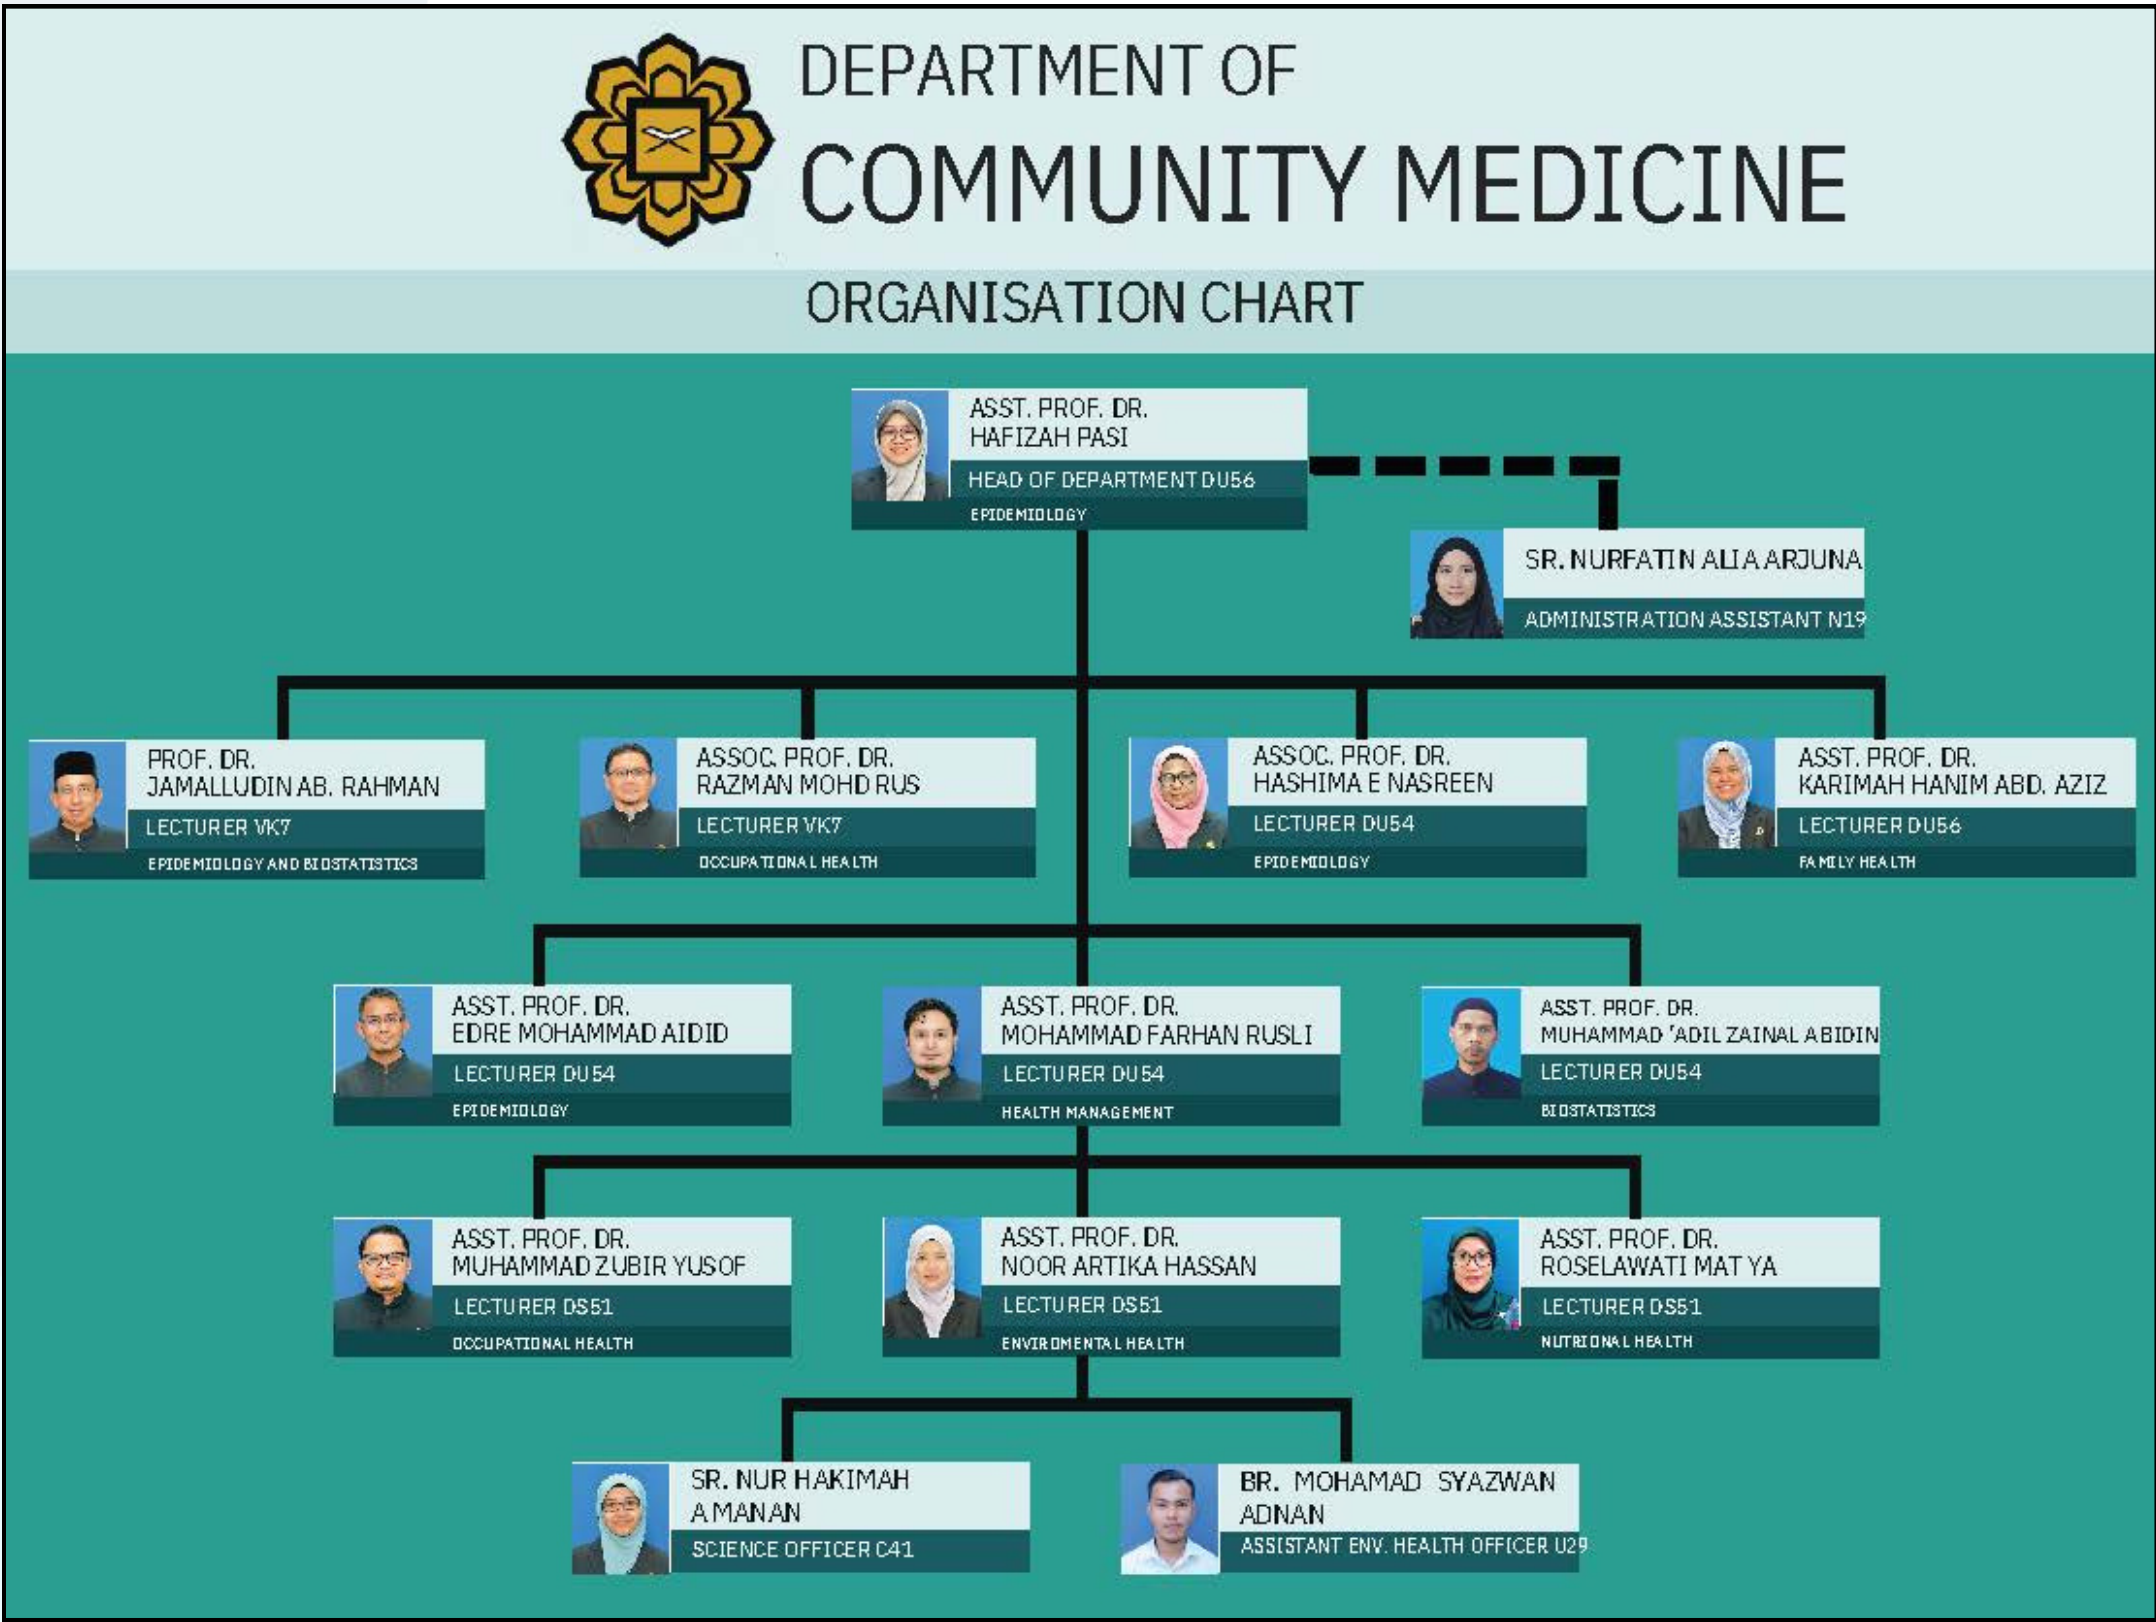 DEPARTMENT OF
COMMUNITY MEDICINE
ORGANISATION CHART
ASST. PROF. DR.
HAFIZAH PASI
HEAD OF DEPARTMENT DU56
EPIDEMIOLOGY
SR. NURFATIN ALIA ARJUNA
ADMINISTRATION ASSISTANT N19
PROF. DR.
JAMALLUDIN AB. RAHMAN
LECTURER VK7
EPIDEMIOLOGY AND BIOSTATISTICS
ASSOC. PROF. DR.
RAZMAN MOHD RUS
LECTURER VK7
OCCUPATIONAL HEALTH
ASSOC. PROF. DR.
HASHIMA E NASREEN
LECTURER DU54
EPIDEMIOLOGY
ASST. PROF. DR.
KARIMAH HANIM ABD. AZIZ
LECTURER DU56
FAMILY HEALTH
ASST. PROF. DR.
EDRE MOHAMMAD AIDID
LECTURER DU54
EPIDEMIOLOGY
ASST. PROF. DR.
MOHAMMAD FARHAN RUSLI
LECTURER DU54
HEALTH MANAGEMENT
ASST. PROF. DR.
MUHAMMAD 'ADIL ZAINAL ABIDIN
LECTURER DU54
BIOSTATISTICS
ASST. PROF. DR.
MUHAMMAD ZUBIR YUSOF
LECTURER DS51
OCCUPATIONAL HEALTH
ASST. PROF. DR.
NOOR ARTIKA HASSAN
LECTURER DS51
ENVIROMENTAL HEALTH
ASST. PROF. DR.
ROSELAWATI MAT YA
LECTURER DS51
NUTRIONAL HEALTH
SR. NUR HAKIMAH
A MANAN
SCIENCE OFFICER C41
BR. MOHAMAD SYAZWAN
ADNAN
ASSISTANT ENV. HEALTH OFFICER U29